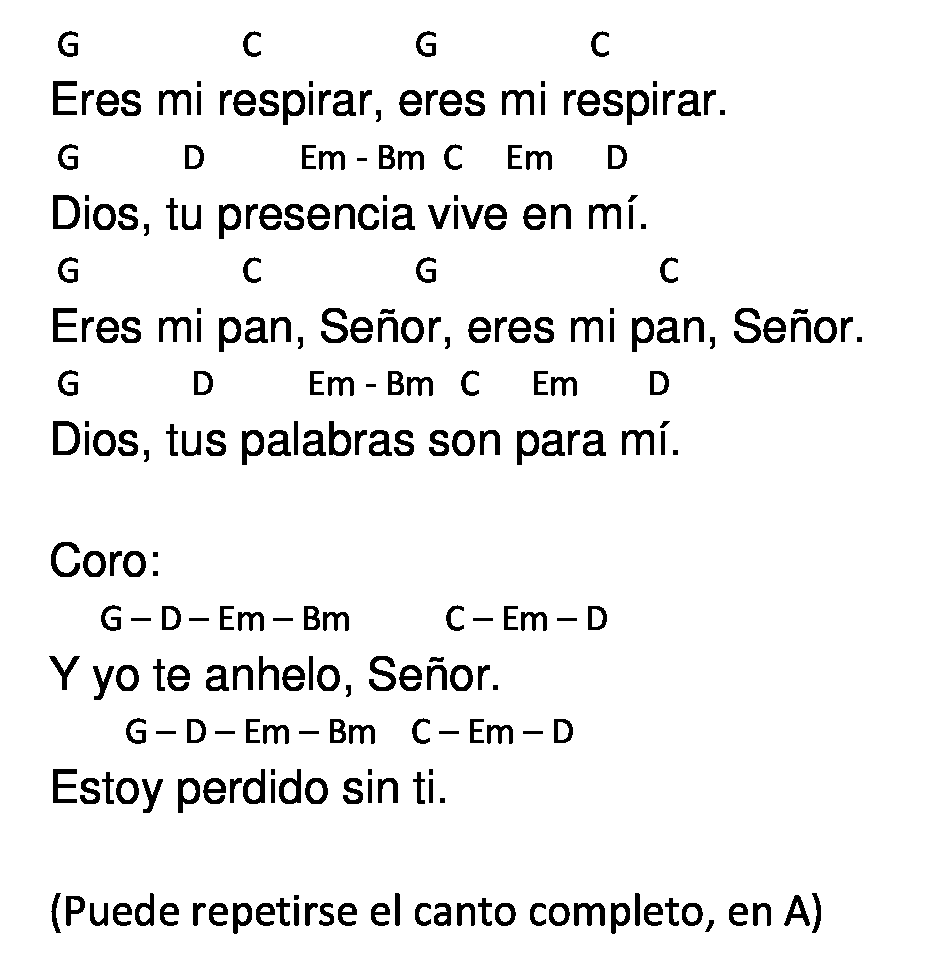 G C G C
Eres mi respirar, eres mi respirar.
G D Em - Bm C Em D
Dios, tu presencia vive en mí.
G C G C
Eres mi pan, Señor, eres mi pan, Señor.
G D Em - Bm C Em D
Dios, tus palabras son para mí.
Coro:
G – D – Em – Bm C – Em – D
Y yo te anhelo, Señor.
G – D – Em – Bm C – Em – D
Estoy perdido sin ti.
(Puede repetirse el canto completo, en A)